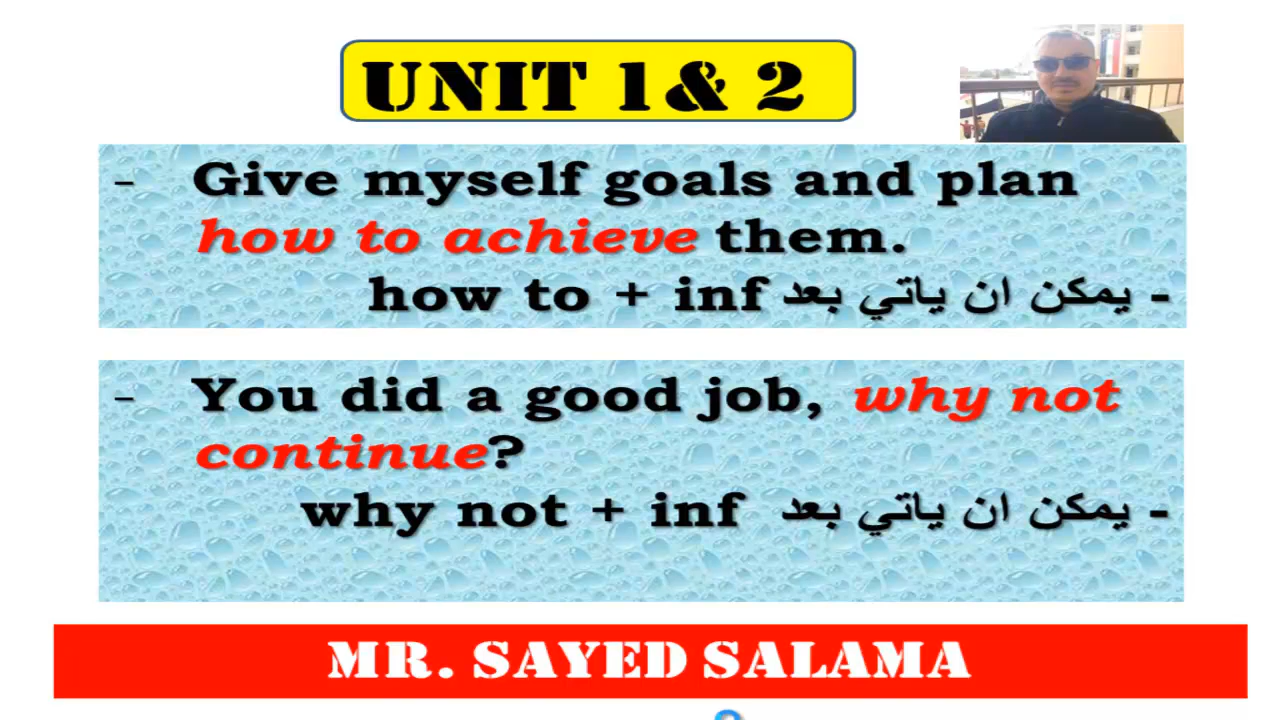 UNIT 1& 2
- Give myself goals and plan
how to achieve them.
- يمكن ان ياتي بعد how to + inf
- You did a good job, why not
continue?
- يمكن ان ياتي بعد why not + inf
MR. SAYED SALAMA